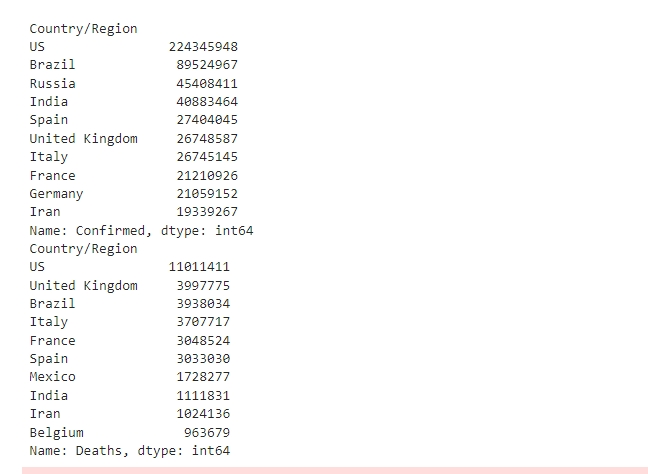 Country/Region
US 224345948
Brazil 89524967
Russia 45408411
India 40883464
Spain 27404045
United Kingdom 26748587
Italy 26745145
France 21210926
Germany 21059152
Iran 19339267
Name: Confirmed, dtype: int64
Country/Region
US 11011411
United Kingdom 3997775
Brazil 3938034
Italy 3707717
France 3048524
Spain 3033030
Mexico 1728277
India 1111831
Iran 1024136
Belgium 963679
Name: Deaths, dtype: int64